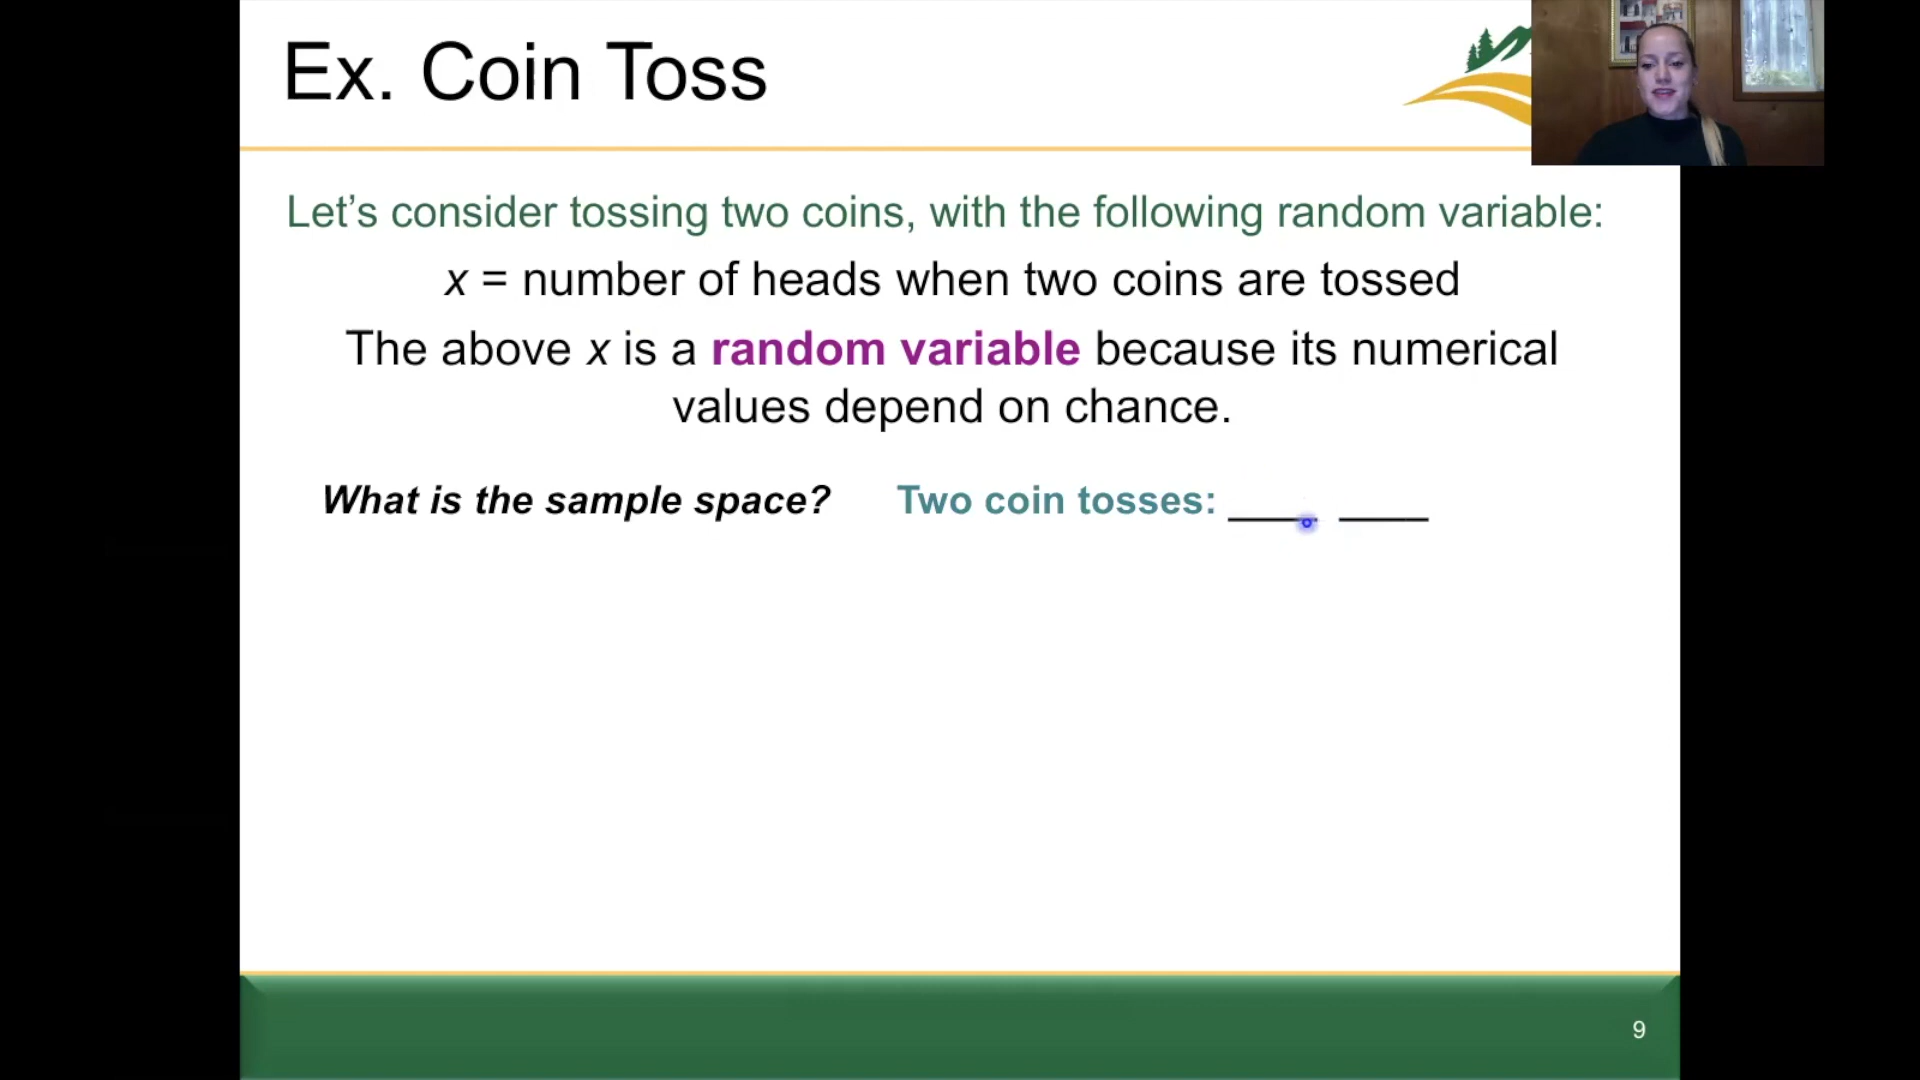 Ex. Coin Toss
Let’s consider tossing two coins, with the following random variable:
x = number of heads when two coins are tossed
The above x is a random variable because its numerical
values depend on chance.
What is the sample space? Two coin tosses: ____ ____
9